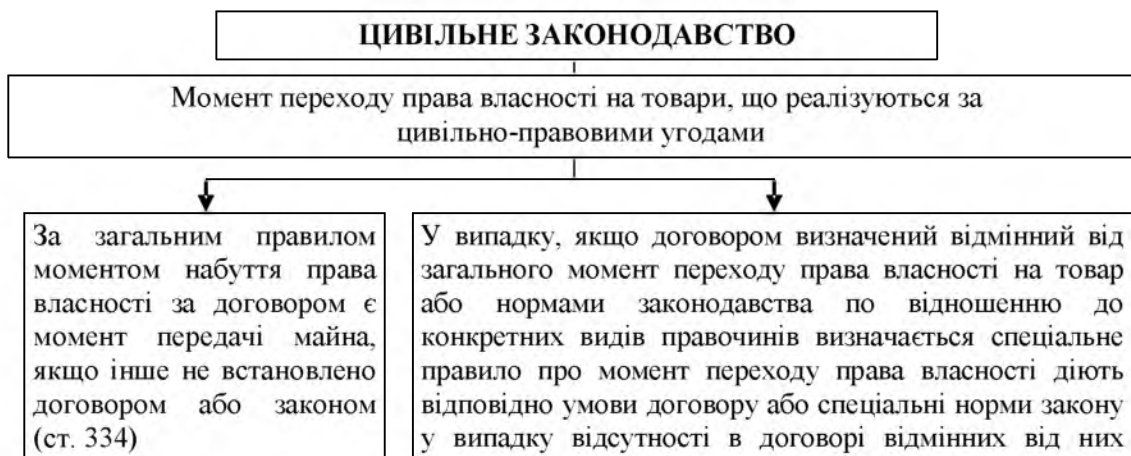 ЦИВІЛЬНЕ ЗАКОНОДАВСТВО
Момент переходу права власності на товари, що реалізуються за
цивільно-правовими угодами
За загальним правилом
моментом набуття права
власності за договором є
момент передачі майна,
якщо інше не встановлено
договором або законом
(ст. 334)
У випадку, якщо договором визначений відмінний від
загального момент переходу права власності на товар
або нормами законодавства по відношенню до
конкретних видів правочинів визначається спеціальне
правило про момент переходу права власності діють
відповідно умови договору або спеціальні норми закону
у випадку відсутності в договорі відмінних від них